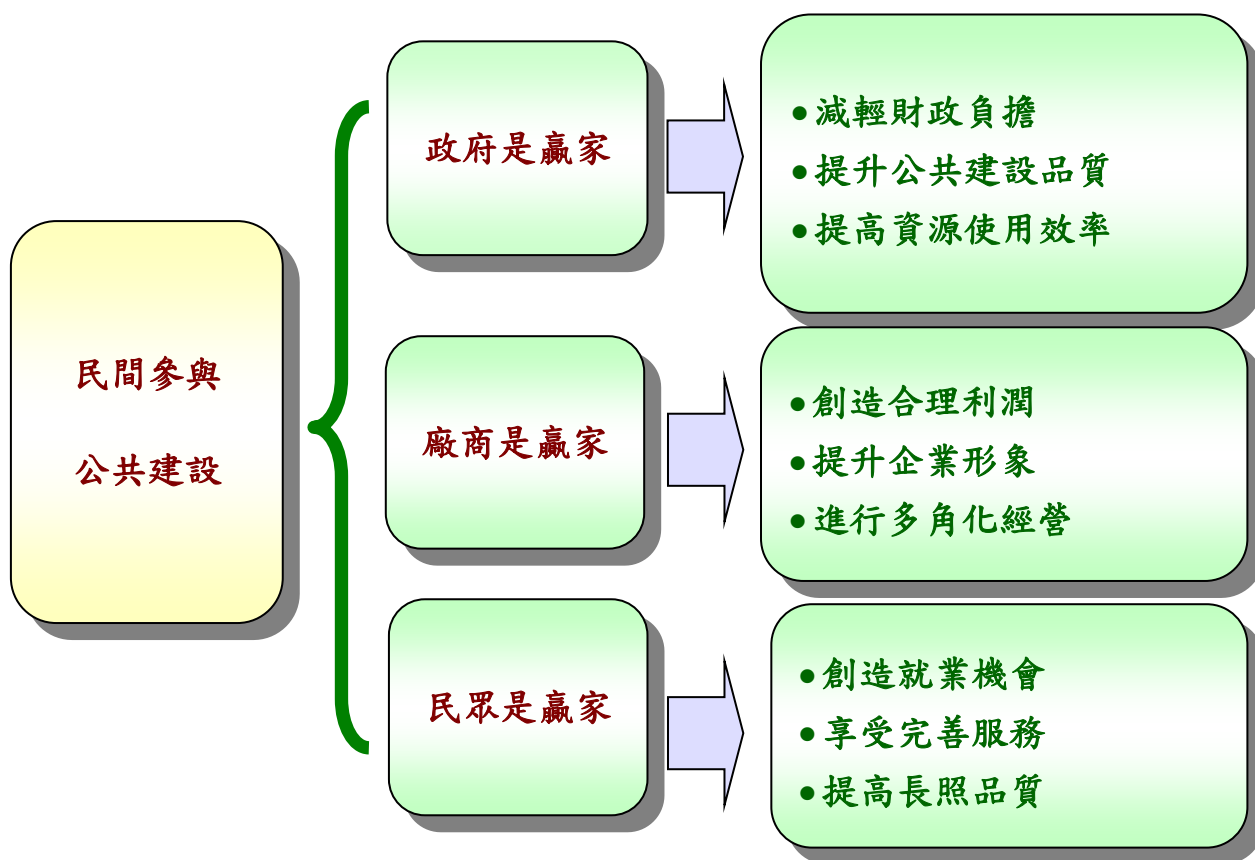 民間參與
公共建設
政府是贏家
•減輕財政負擔
•提升公共建設品質
•提高資源使用效率
廠商是贏家
•創造合理利潤
•提升企業形象
•進行多角化經營
民眾是贏家
•創造就業機會
•享受完善服務
•提高長照品質